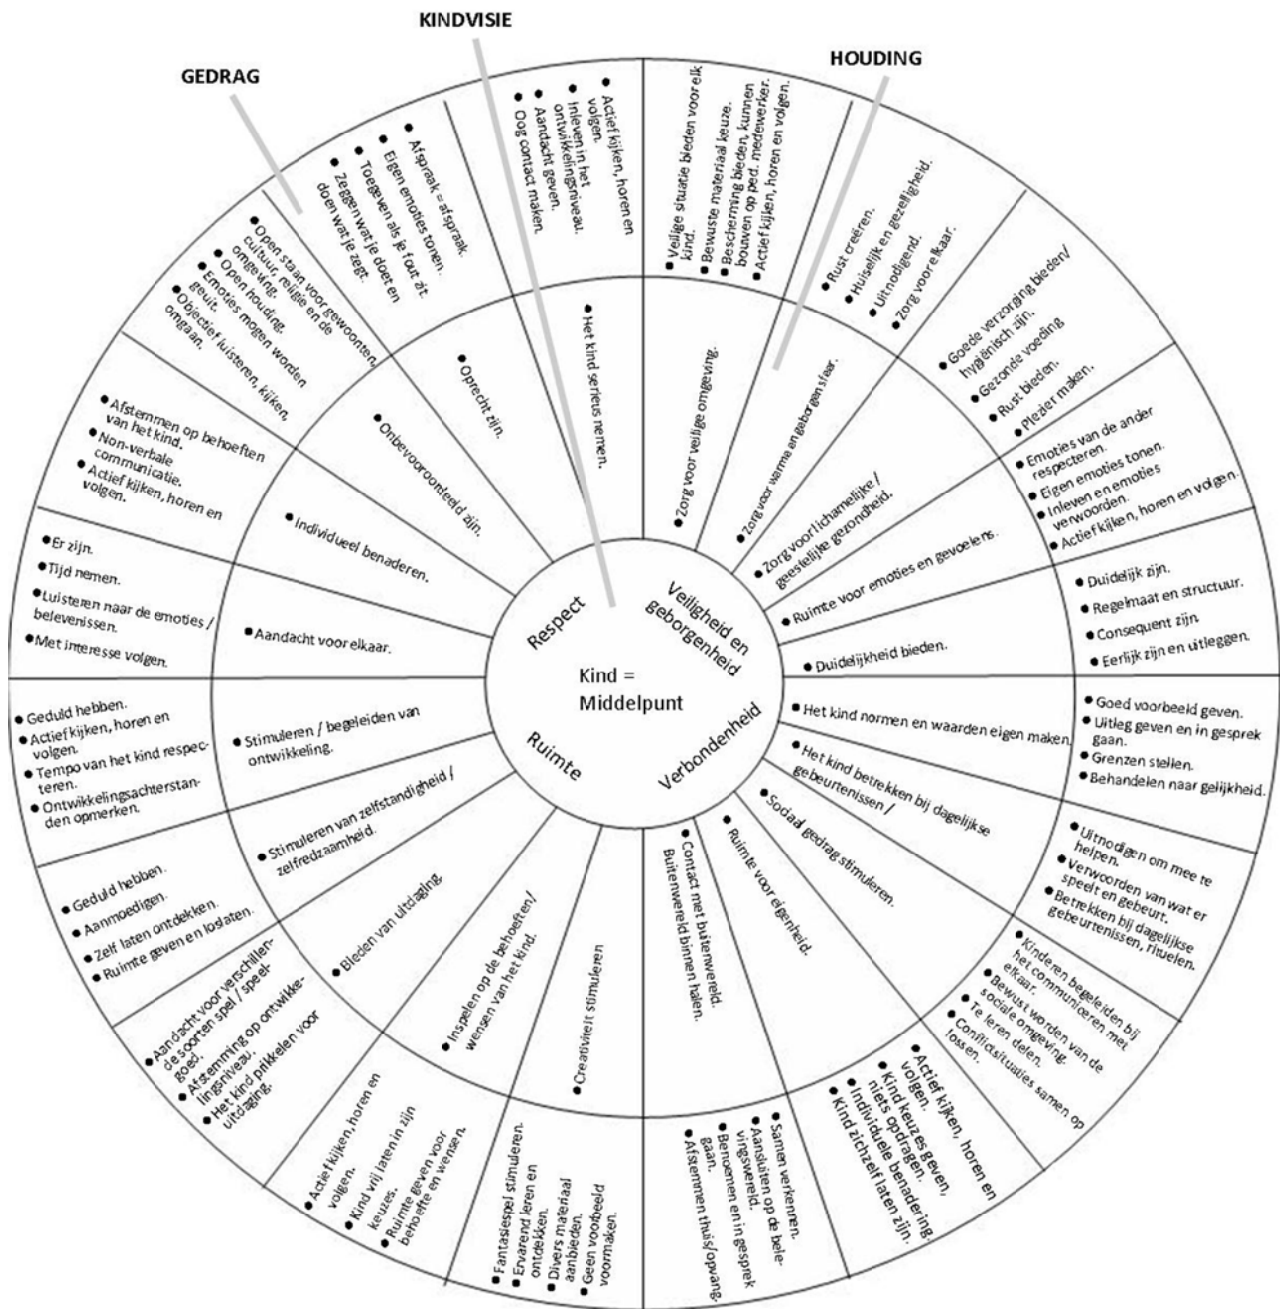 KINDVISIE
GEDRAG
HOUDING
Respect
Veiligheid en
geborgenheid
Kind =
Middelpunt
Ruimte
Verbondenheid
● Zorg voor veilige omgeving.
● Veilige situatie bieden voor elk
kind.
● Bewuste materiaal keuze.
● Bescherming bieden, kunnen
bouwen op ped. medewerker.
● Actief kijken, horen en volgen.
● Zorg voor warme en geborgen sfeer.
● Rust creëren.
● Huiselijk en gezelligheid.
● Uitnodigend.
● Zorg voor elkaar.
● Zorg voor lichamelijke /
geestelijke gezondheid.
● Goede verzorging bieden/
hygiënisch zijn.
● Gezonde voeding
● Rust bieden.
● Plezier maken.
● Ruimte voor emoties en gevoelens.
● Emoties van de ander
respecteren.
● Eigen emoties tonen.
● Inleven en emoties
verwoorden.
● Actief kijken, horen en volgen.
● Duidelijkheid bieden.
● Duidelijk zijn.
● Regelmaat en structuur.
● Consequent zijn.
● Eerlijk zijn en uitleggen.
● Het kind normen en waarden eigen maken.
● Goed voorbeeld geven.
● Uitleg geven en in gesprek
gaan.
● Grenzen stellen.
● Behandelen naar gelijkheid.
● Het kind betrekken bij dagelijkse
gebeurtenissen /
● Uitnodigen om mee te
helpen.
● Verwoorden van wat er
speelt en gebeurt.
● Betrekken bij dagelijkse
gebeurtenissen, rituelen.
● Sociaal gedrag stimuleren.
● Kinderen begeleiden bij
het communiceren met
elkaar.
● Bewust worden van de
sociale omgeving.
● Te leren delen.
● Conflictsituaties samen op
lossen.
● Ruimte voor eigenheid.
● Actief kijken, horen en
volgen.
● Kind keuzes geven,
niets opdragen.
● Individuele benadering.
● Kind zichzelf laten zijn.
● Contact met buitenwereld.
Buitenwereld binnen halen.
● Samen verkennen.
● Aansluiten op de bele-
vingswereld.
● Benoemen en in gesprek
gaan.
● Afstemmen thuis/opvang.
● Creativiteit stimuleren
● Fantasiespel stimuleren.
● Ervarend leren en
ontdekken.
● Divers materiaal
aanbieden.
● Geen voorbeeld
voormaken.
● Inspelen op de behoeften/
wensen van het kind.
● Actief kijken, horen en
volgen.
● Kind vrij laten in zijn
keuzes.
● Ruimte geven voor
behoefte en wensen.
● Bieden van uitdaging.
● Aandacht voor verschillen-
de soorten spel / speel-
goed.
● Afstemming op ontwikke-
lingsniveau.
● Het kind prikkelen voor
uitdaging.
● Stimuleren van zelfstandigheid /
zelfredzaamheid.
● Geduld hebben.
● Aanmoedigen.
● Zelf laten ontdekken.
● Ruimte geven en loslaten.
● Stimuleren / begeleiden van
ontwikkeling.
● Geduld hebben.
● Actief kijken, horen en
volgen.
● Tempo van het kind respec-
teren.
● Ontwikkelingsachterstan-
den opmerken.
● Aandacht voor elkaar.
● Er zijn.
● Tijd nemen.
● Luisteren naar de emoties /
belevenissen.
● Met interesse volgen.
● Individueel benaderen.
● Afstemmen op behoeften
van het kind.
● Non-verbale
communicatie.
● Actief kijken, horen en
volgen.
● Onbevooroordeeld zijn.
● Open staan voor gewoonten,
cultuur, religie en de
omgeving.
● Open houding.
● Emoties mogen worden
geuit.
● Objectief luisteren, kijken,
omgaan.
● Oprecht zijn.
● Afspraak = afspraak.
● Eigen emoties tonen.
● Toegeven als je fout zit.
● Zeggen wat je doet en
doen wat je zegt.
● Het kind serieus nemen.
● Actief kijken, horen en
volgen.
● Inleven in het
ontwikkelingsniveau.
● Aandacht geven.
● Oog contact maken.